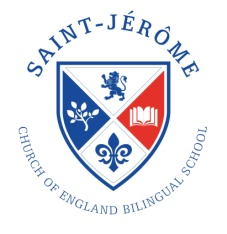 SAINT-JÉRÔME
CHURCH OF ENGLAND BILINGUAL SCHOOL